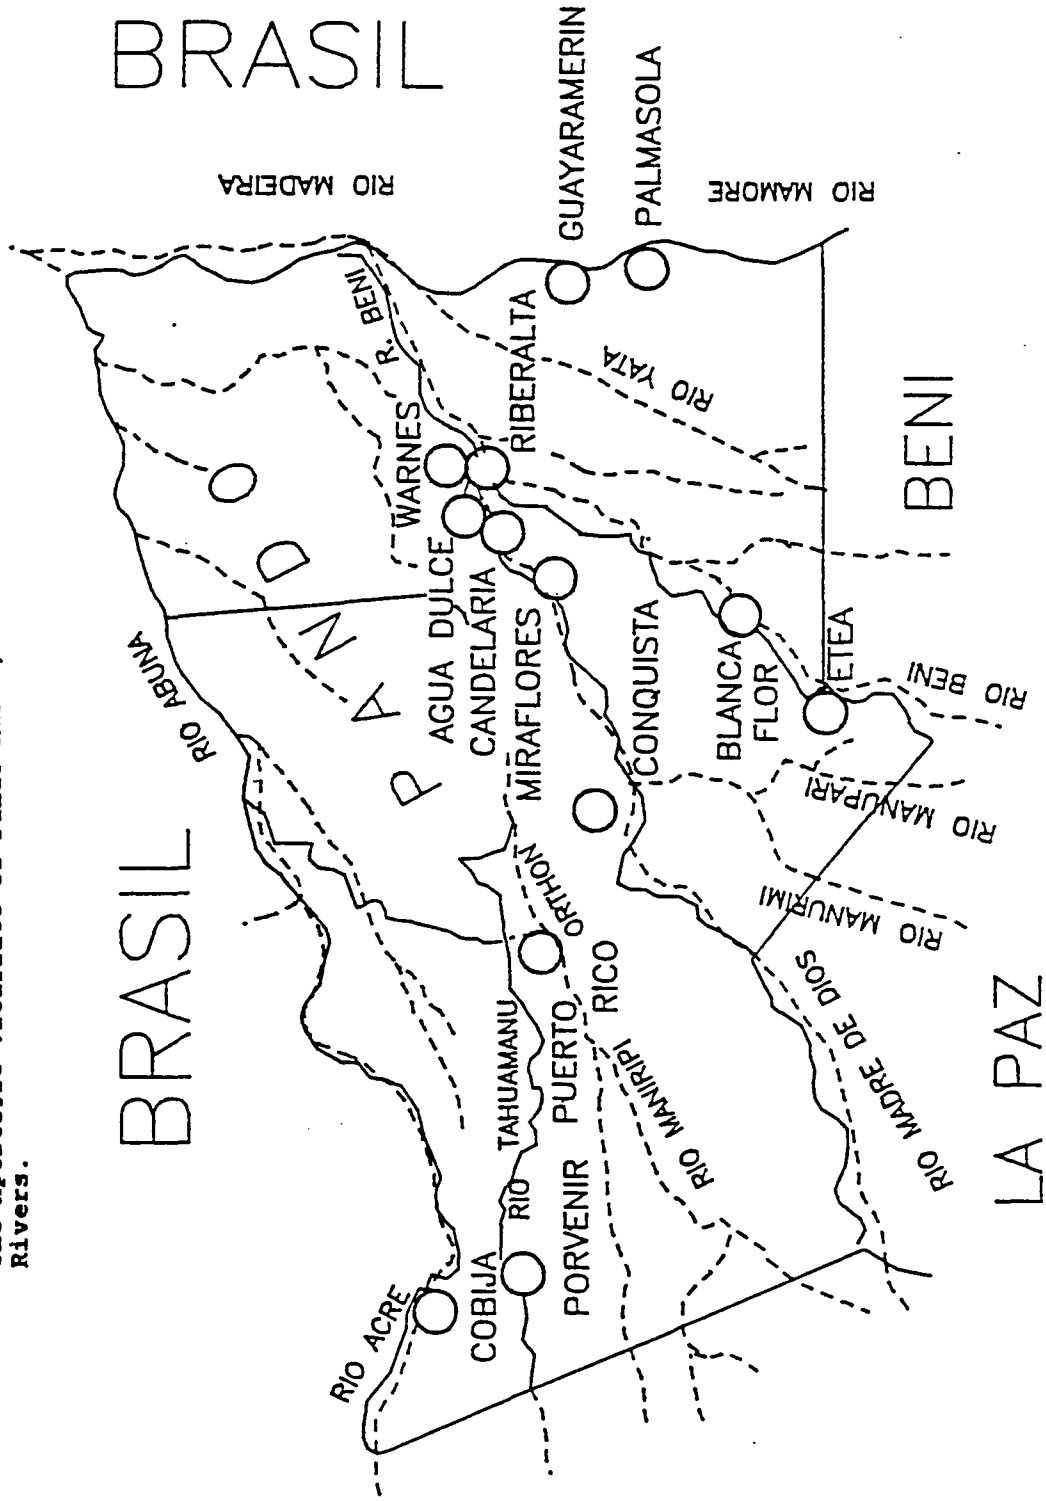 Rivers.
BRASIL
BRASIL
RIO MADEIRA
GUAYARAMERIN
PALMASOLA
RIO MAMORE
R. BENI
RIBERALTA
WARNES
RIO YATA
BENI
PANDO
AGUA DULCE
CANDELARIA
MIRAFLORES
CONQUISTA
BLANCA
FLOR
ETEA
RIO BENI
RIO ABUNA
RIO MANUPARI
RIO MANURIMI
ORTHON
PUERTO
RICO
RIO TAHUAMANU
RIO MANIRIPI
RIO MADRE DE DIOS
LA PAZ
PORVENIR
COBIJA
RIO ACRE